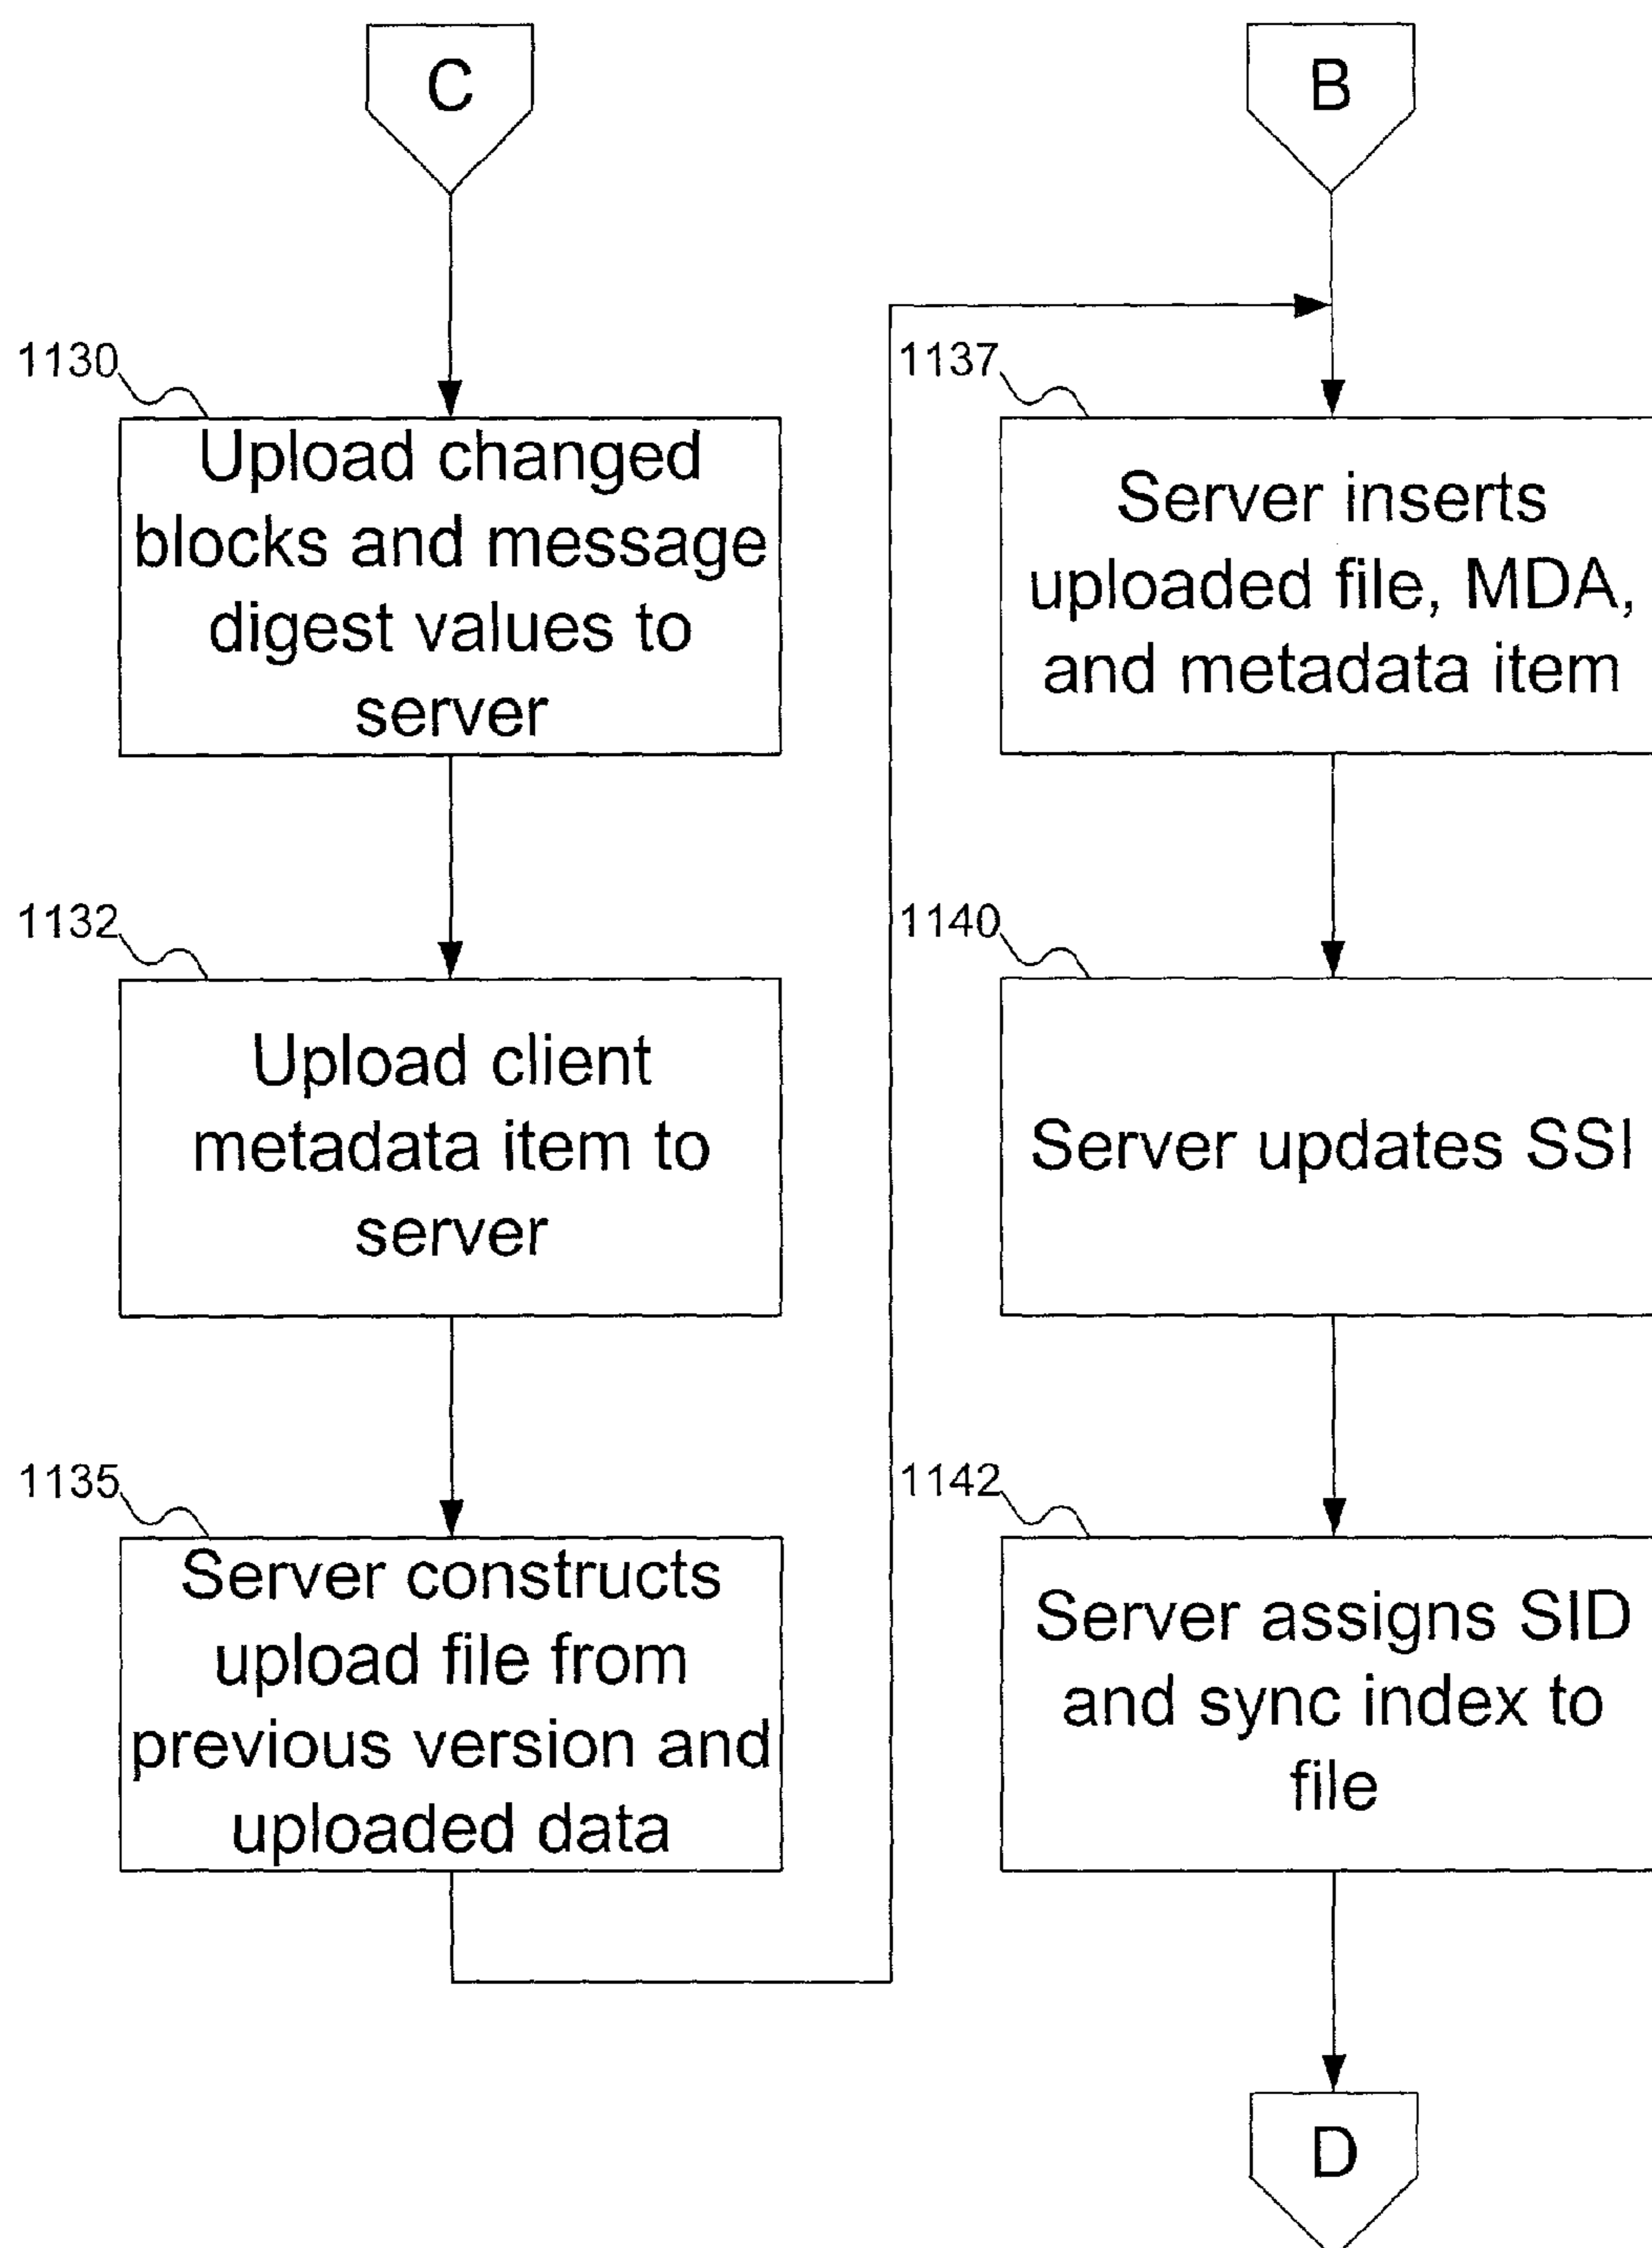 C
1130
Upload changed
blocks and message
digest values to
server
1132
Upload client
metadata item to
server
1135
Server constructs
upload file from
previous version and
uploaded data
B
1137
Server inserts
uploaded file, MDA,
and metadata item
1140
Server updates SSI
1142
Server assigns SID
and sync index to
file
D